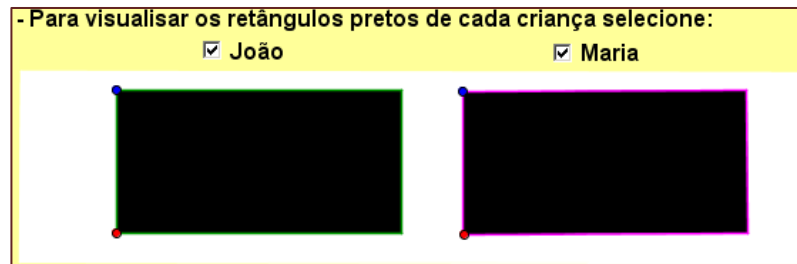 - Para visualisar os retângulos pretos de cada criança selecione:
João Maria